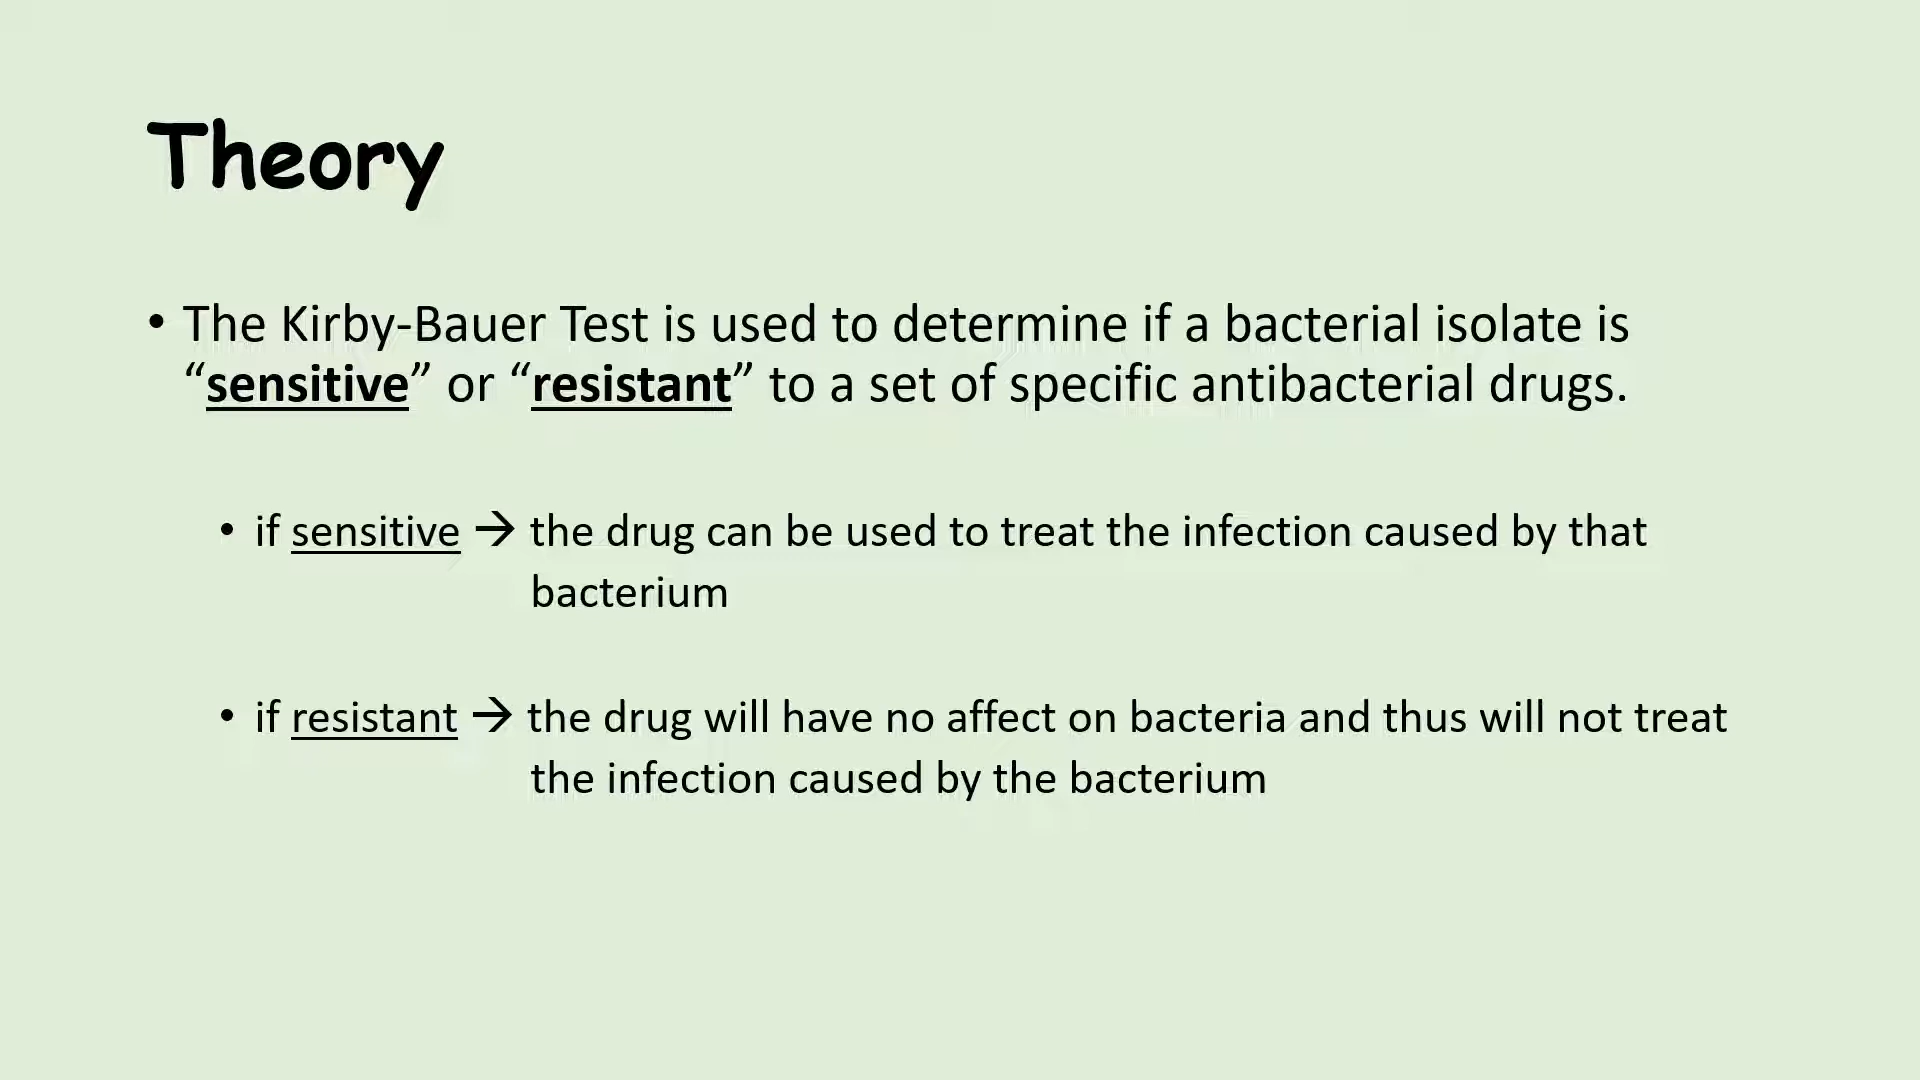 Theory
• The Kirby-Bauer Test is used to determine if a bacterial isolate is
“sensitive” or “resistant” to a set of specific antibacterial drugs.
• if sensitive → the drug can be used to treat the infection caused by that
bacterium
• if resistant → the drug will have no affect on bacteria and thus will not treat
the infection caused by the bacterium